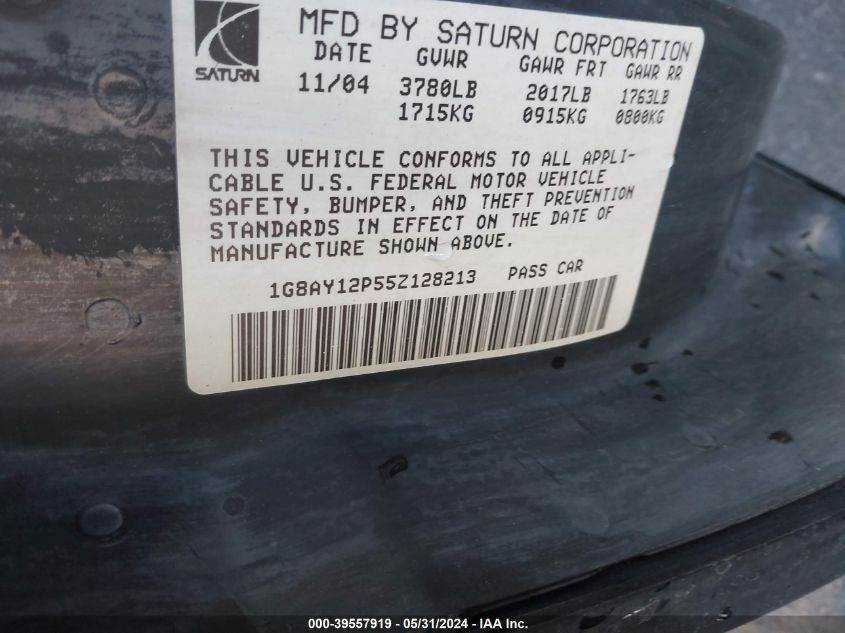 SATURN
MFD BY SATURN CORPORATION
DATE GVWR GAWR FRT GAWR RR
11/04 3780LB 2017LB 1763LB
1715KG 0915KG 0800KG
THIS VEHICLE CONFORMS TO ALL APPLI-
CABLE U.S. FEDERAL MOTOR VEHICLE
SAFETY, BUMPER, AND THEFT PREVENTION
STANDARDS IN EFFECT ON THE DATE OF
MANUFACTURE SHOWN ABOVE.
1G8AY12P55Z128213 PASS CAR
000-39557919 - 05/31/2024 - IAA Inc.